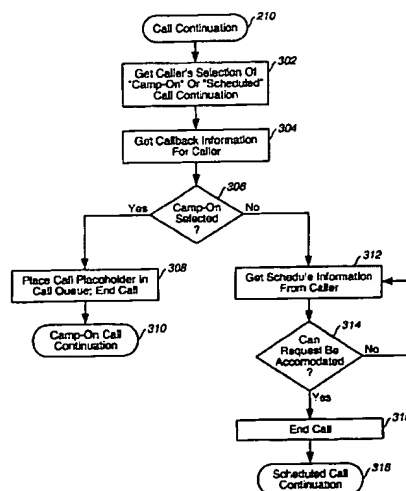 210
Call Continuation
302
Get Caller's Selection Of
"Camp-On" Or "Scheduled"
Call Continuation
304
Get Callback Information
For Caller
306
Yes
Camp-On
Selected
?
No
308
Place Call Placeholder in
Call Queue; End Call
312
Get Schedule Information
From Caller
310
Camp-On Call
Continuation
314
Can
Request Be
Accomodated
?
No
Yes
End Call
316
Scheduled Call
Continuation